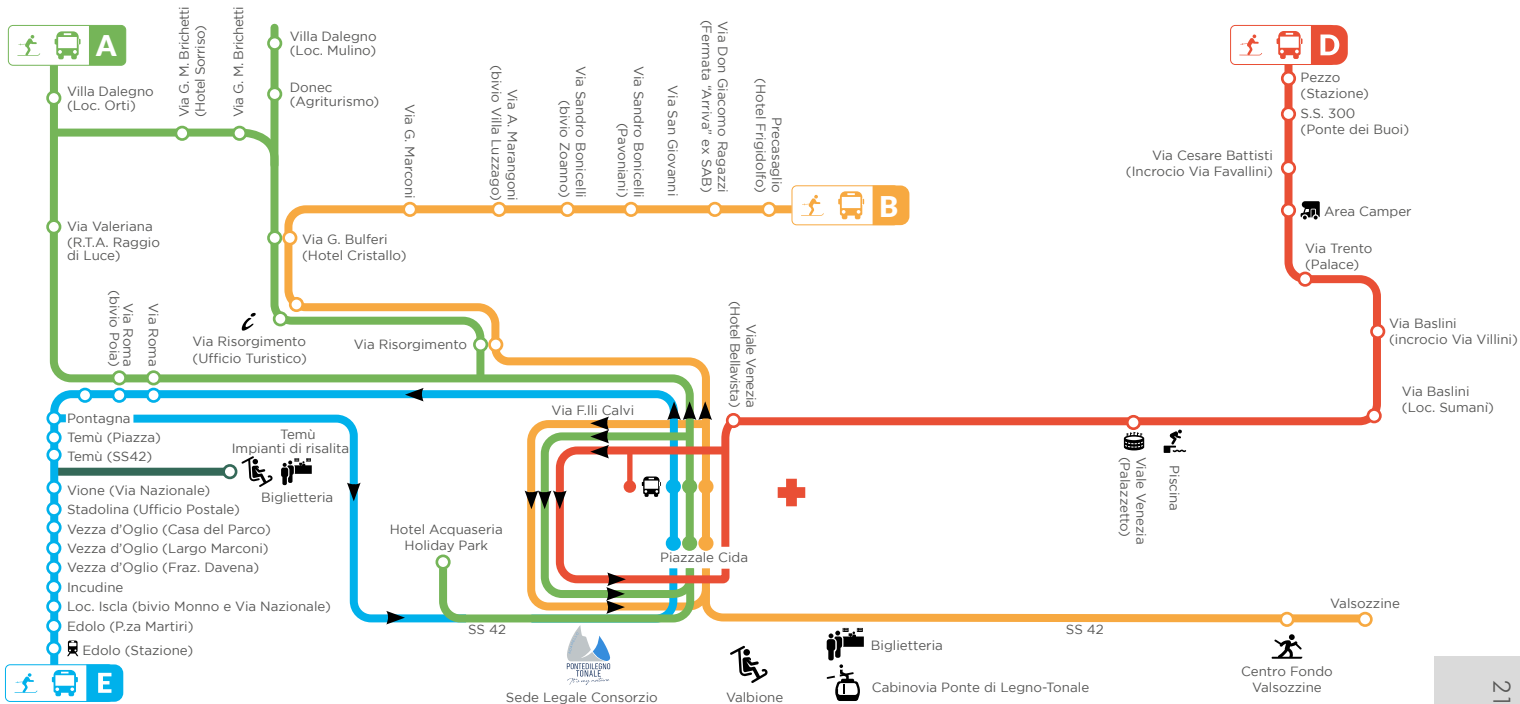 A
Villa Dalegno
(Loc. Orti)
Via G. M. Brichetti
(Hotel Sorriso)
Via G. M. Brichetti
Villa Dalegno
(Loc. Mulino)
Donec
(Agriturismo)
Via Valeriana
(R.T.A. Raggio
di Luce)
Via G. Marconi
Via A. Marangoni
(bivio Villa Luzzago)
Via Sandro Bonicelli
(bivio Zoanno)
Via Sandro Bonicelli
(Pavoniani)
Via San Giovanni
Via Don Giacomo Ragazzi
(Fermata "Arriva" ex SAB)
Precasaglio
(Hotel Frigidolfo)
B
Via G. Bulferi
(Hotel Cristallo)
D
Pezzo
(Stazione)
S.S. 300
(Ponte dei Buoi)
Via Cesare Battisti
(Incrocio Via Favallini)
Area Camper
Via Trento
(Palace)
Via Baslini
(incrocio Via Villini)
Via Baslini
(Loc. Sumani)
Via Roma
(bivio Poia)
Via Roma
i
Via Risorgimento
(Ufficio Turistico)
Via Risorgimento
Viale Venezia
(Hotel Bellavista)
Via F.lli Calvi
Viale Venezia
(Palazzetto)
Piscina
Pontagna
Temù (Piazza)
Temù (SS42)
Temù
Impianti di risalita
Biglietteria
Vione (Via Nazionale)
Stadolina (Ufficio Postale)
Vezza d'Oglio (Casa del Parco)
Vezza d'Oglio (Largo Marconi)
Vezza d'Oglio (Fraz. Davena)
Incudine
Loc. Iscla (bivio Monno e Via Nazionale)
Edolo (P.za Martiri)
Edolo (Stazione)
E
Hotel Acquaseria
Holiday Park
Piazzale Cida
SS 42
SS 42
Valsozzine
PONTEDILEGNO
TONALE
Sede Legale Consorzio
Valbione
Biglietteria
Cabinovia Ponte di Legno-Tonale
Centro Fondo
Valsozzine
21